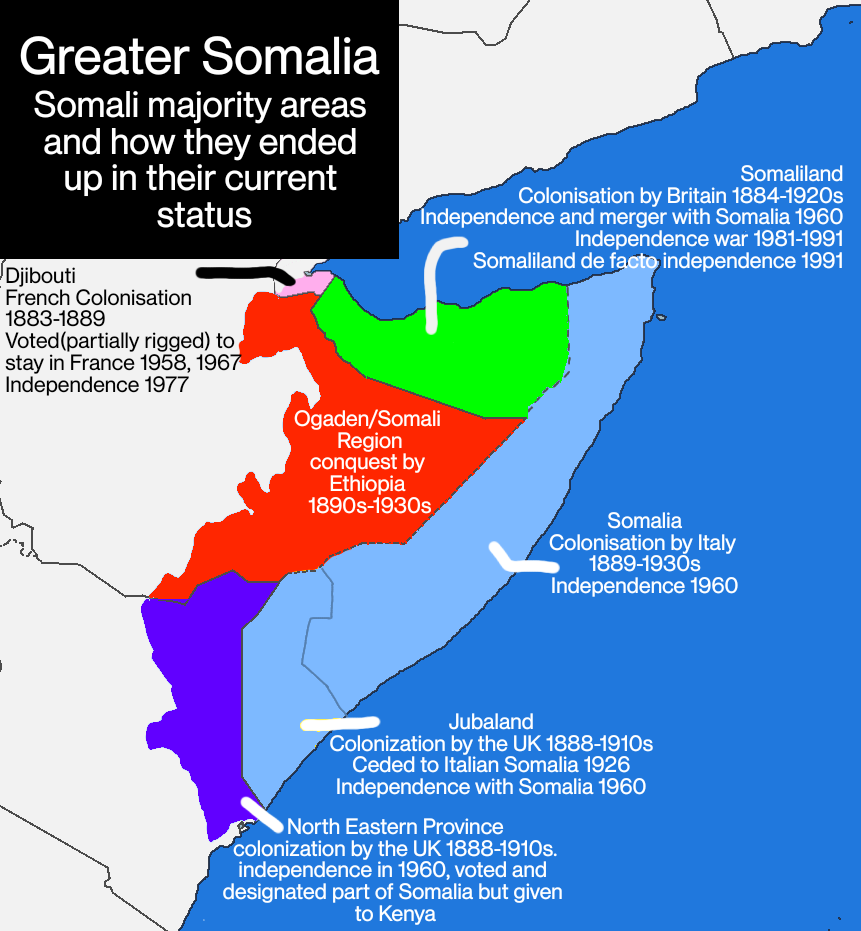 Greater Somalia
Somali majority areas
and how they ended
up in their current
status
Somaliland
Colonisation by Britain 1884-1920s
Independence and merger with Somalia 1960
Independence war 1981-1991
Somaliland de facto independence 1991
Djibouti
French Colonisation
1883-1889
Voted(partially rigged) to
stay in France 1958, 1967
Independence 1977
Ogaden/Somali
Region
conquest by
Ethiopia
1890s-1930s
Somalia
Colonisation by Italy
1889-1930s
Independence 1960
Jubaland
Colonization by the UK 1888-1910s
Ceded to Italian Somalia 1926
Independence with Somalia 1960
North Eastern Province
colonization by the UK 1888-1910s.
independence in 1960, voted and
designated part of Somalia but given
to Kenya